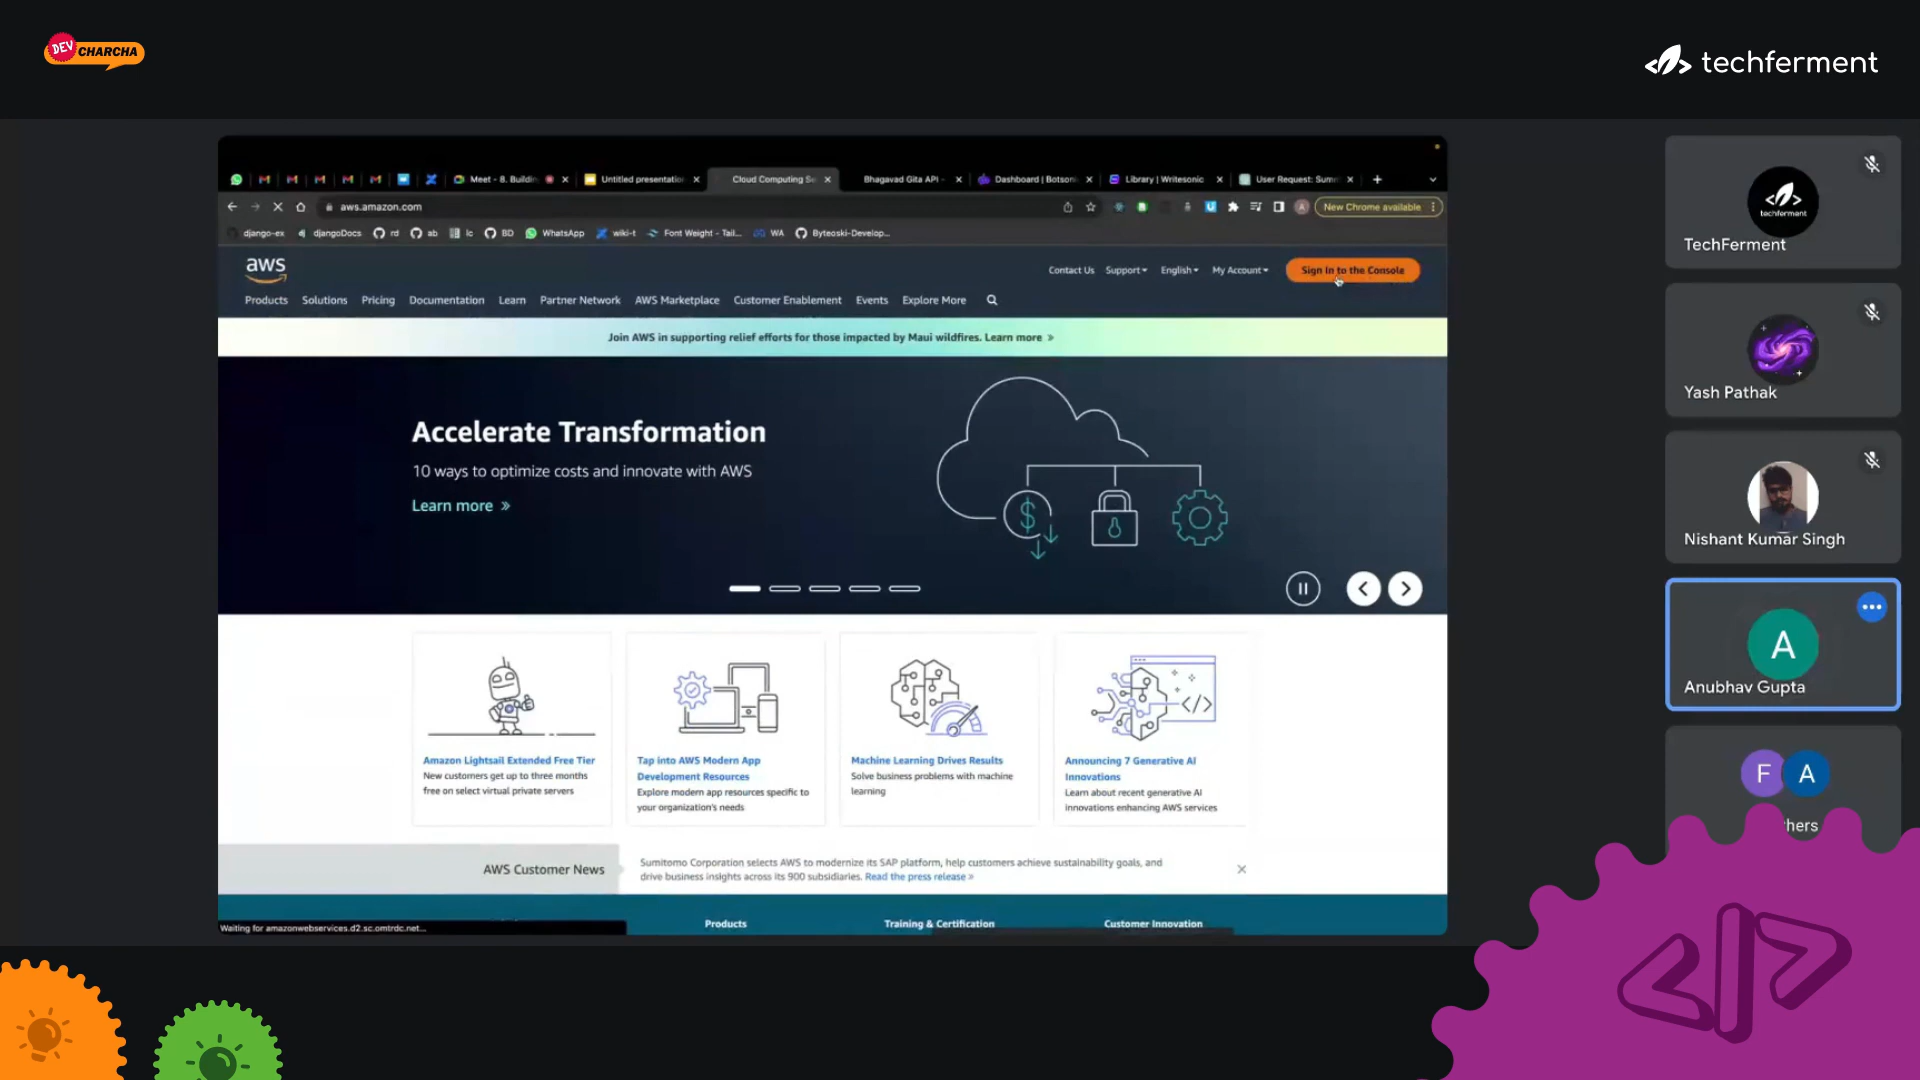 DEV CHARCHA
techferment
Meet - 8. Buildin
Untitled presentation
Cloud Computing Se
Bhagavad Gita API -
Dashboard | Botson
Library | Writesonic
User Request: Sum
aws.amazon.com
New Chrome available
django-ex
djangoDocs
rd
ab
lc
BD
WhatsApp
wiki-t
Font Weight - Tail...
WA
Byteoski-Develop...
aws
Contact Us
Support
English
My Account
Sign In to the Console
Products
Solutions
Pricing
Documentation
Learn
Partner Network
AWS Marketplace
Customer Enablement
Events
Explore More
Join AWS in supporting relief efforts for those impacted by Maui wildfires. Learn more »
Accelerate Transformation
10 ways to optimize costs and innovate with AWS
Learn more »
Amazon Lightsail Extended Free Tier
New customers get up to three months
free on select virtual private servers
Tap into AWS Modern App
Development Resources
Explore modern app resources specific to
your organization's needs
Machine Learning Drives Results
Solve business problems with machine
learning
Announcing 7 Generative AI
Innovations
Learn about recent generative AI
innovations enhancing AWS services
AWS Customer News
Sumitomo Corporation selects AWS to modernize its SAP platform, help customers achieve sustainability goals, and
drive business insights across its 900 subsidiaries. Read the press release »
Products
Training & Certification
Customer Innovation
Waiting for amazonwebservices.d2.sc.omtrdc.net...
techferment
TechFerment
Yash Pathak
Nishant Kumar Singh
A
Anubhav Gupta
F
A
hers